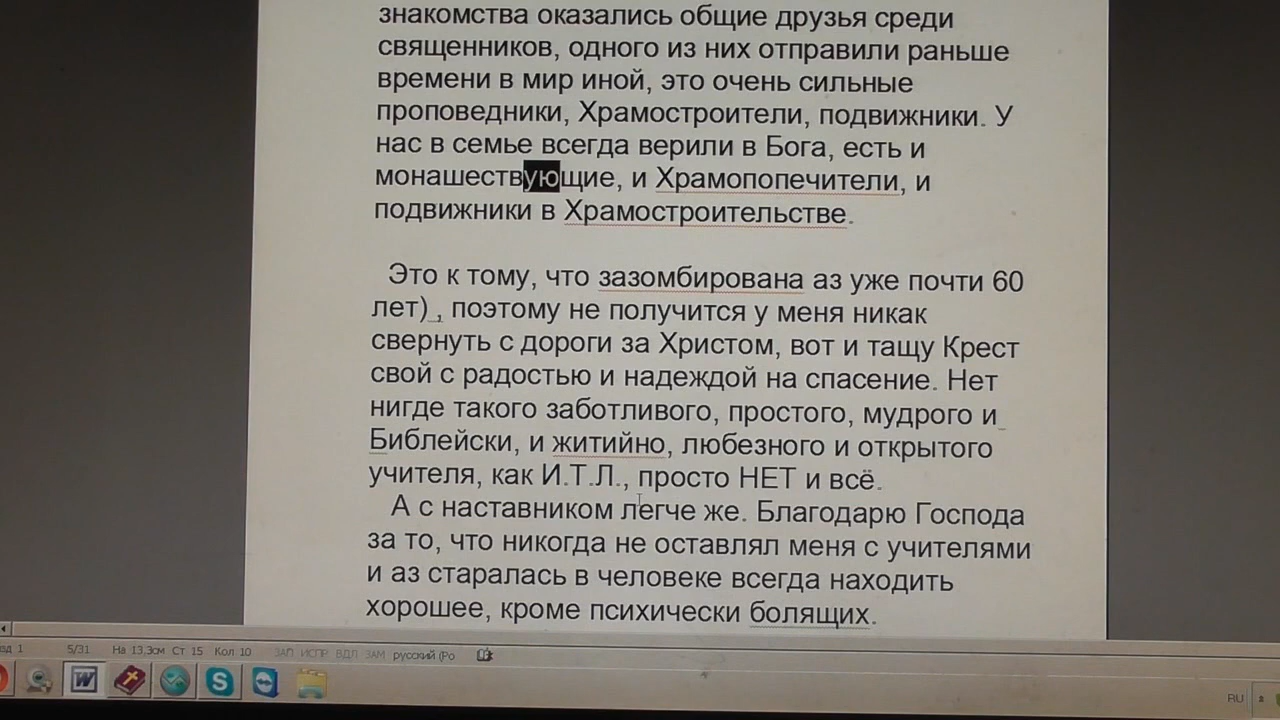 знакомства оказались общие друзья среди
священников, одного из них отправили раньше
времени в мир иной, это очень сильные
проповедники, Храмостроители, подвижники. У
нас в семье всегда верили в Бога, есть и
монашествующие, и Храмопопечители, и
подвижники в Храмостроительстве.
Это к тому, что зазомбирована аз уже почти 60
лет) , поэтому не получится у меня никак
свернуть с дороги за Христом, вот и тащу Крест
свой с радостью и надеждой на спасение. Нет
нигде такого заботливого, простого, мудрого и
Библейски, и житийно, любезного и открытого
учителя, как И.Т.Л., просто НЕТ и всё.
А с наставником легче же. Благодарю Господа
за то, что никогда не оставлял меня с учителями
и аз старалась в человеке всегда находить
хорошее, кроме психически болящих.
зд 1 5/31 На 13,3см Ст 15 Кол 10 ЗАП ИСПР ВДЛ ЗАМ русский (Ро
W S RU